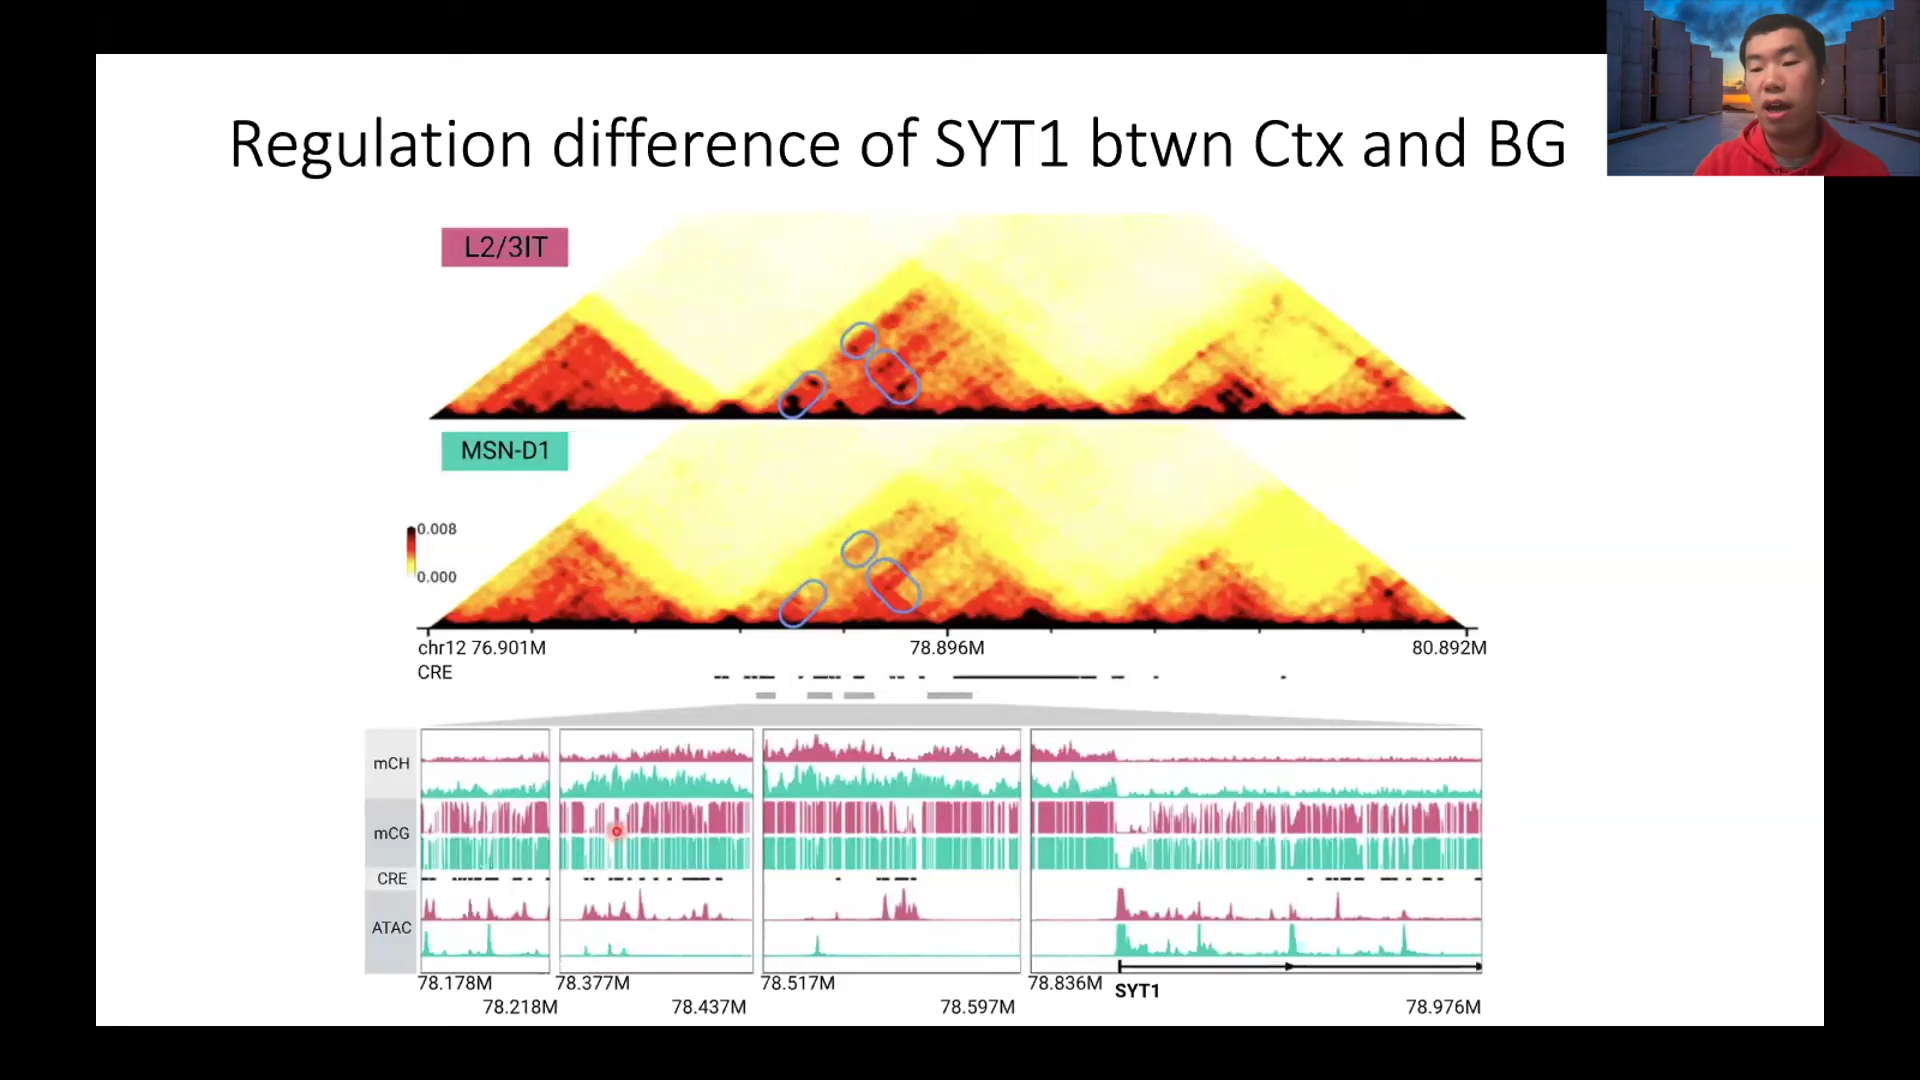 Regulation difference of SYT1 btwn Ctx and BG
L2/3IT
MSN-D1
0.008
0.000
chr12 76.901M
78.896M
80.892M
CRE
mCH
mCG
CRE
ATAC
78.178M
78.377M
78.517M
78.836M
SYT1
78.218M
78.437M
78.597M
78.976M